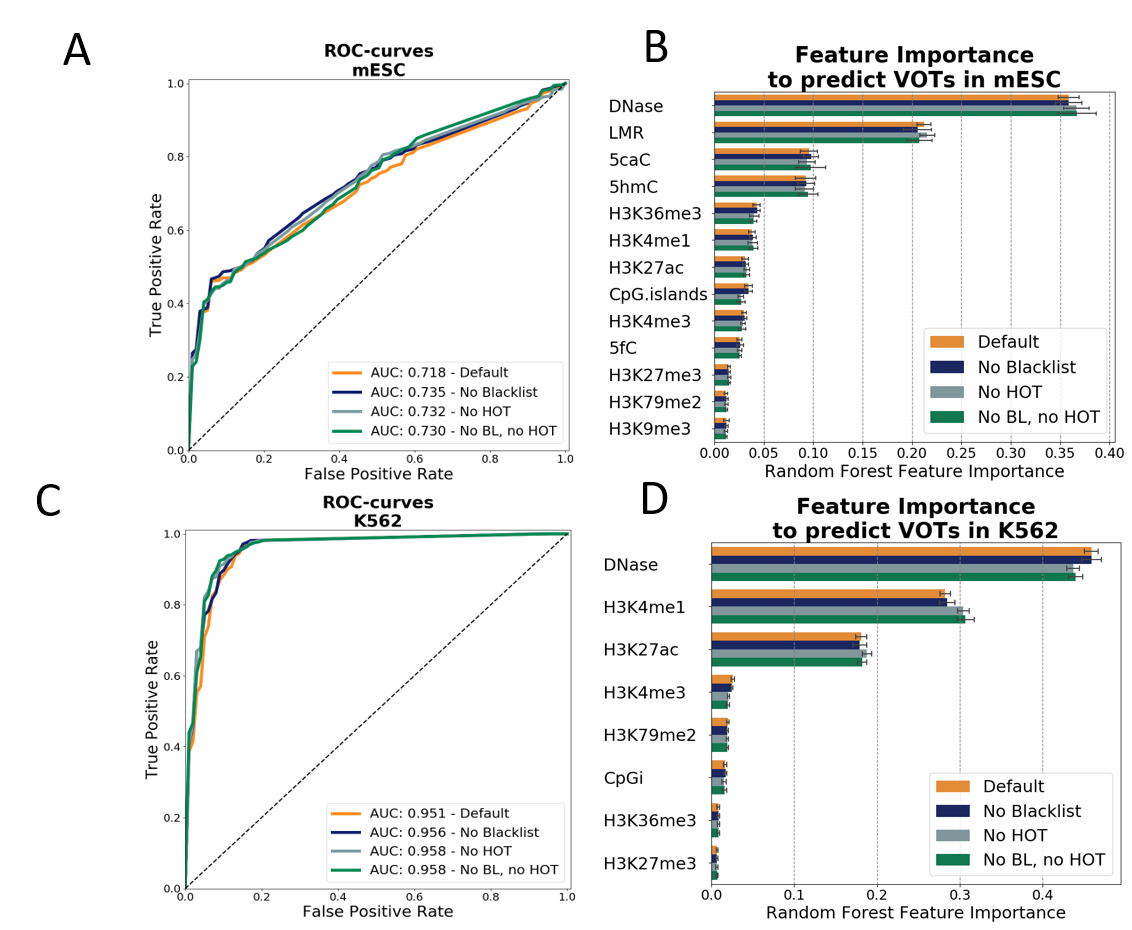 A
ROC-curves
mESC
True Positive Rate
1.0
0.8
0.6
0.4
0.2
0.0
AUC: 0.718 - Default
AUC: 0.735 - No Blacklist
AUC: 0.732 - No HOT
AUC: 0.730 - No BL, no HOT
0.0 0.2 0.4 0.6 0.8 1.0
False Positive Rate
B
Feature Importance
to predict VOTs in mESC
DNase
LMR
5caC
5hmC
H3K36me3
H3K4me1
H3K27ac
CpG.islands
H3K4me3
5fC
H3K27me3
H3K79me2
H3K9me3
Default
No Blacklist
No HOT
No BL, no HOT
0.00 0.05 0.10 0.15 0.20 0.25 0.30 0.35 0.40
Random Forest Feature Importance
C
ROC-curves
K562
True Positive Rate
1.0
0.8
0.6
0.4
0.2
0.0
AUC: 0.951 - Default
AUC: 0.956 - No Blacklist
AUC: 0.958 - No HOT
AUC: 0.958 - No BL, no HOT
0.0 0.2 0.4 0.6 0.8 1.0
False Positive Rate
D
Feature Importance
to predict VOTs in K562
DNase
H3K4me1
H3K27ac
H3K4me3
H3K79me2
CpGi
H3K36me3
H3K27me3
Default
No Blacklist
No HOT
No BL, no HOT
0.0 0.1 0.2 0.3 0.4
Random Forest Feature Importance